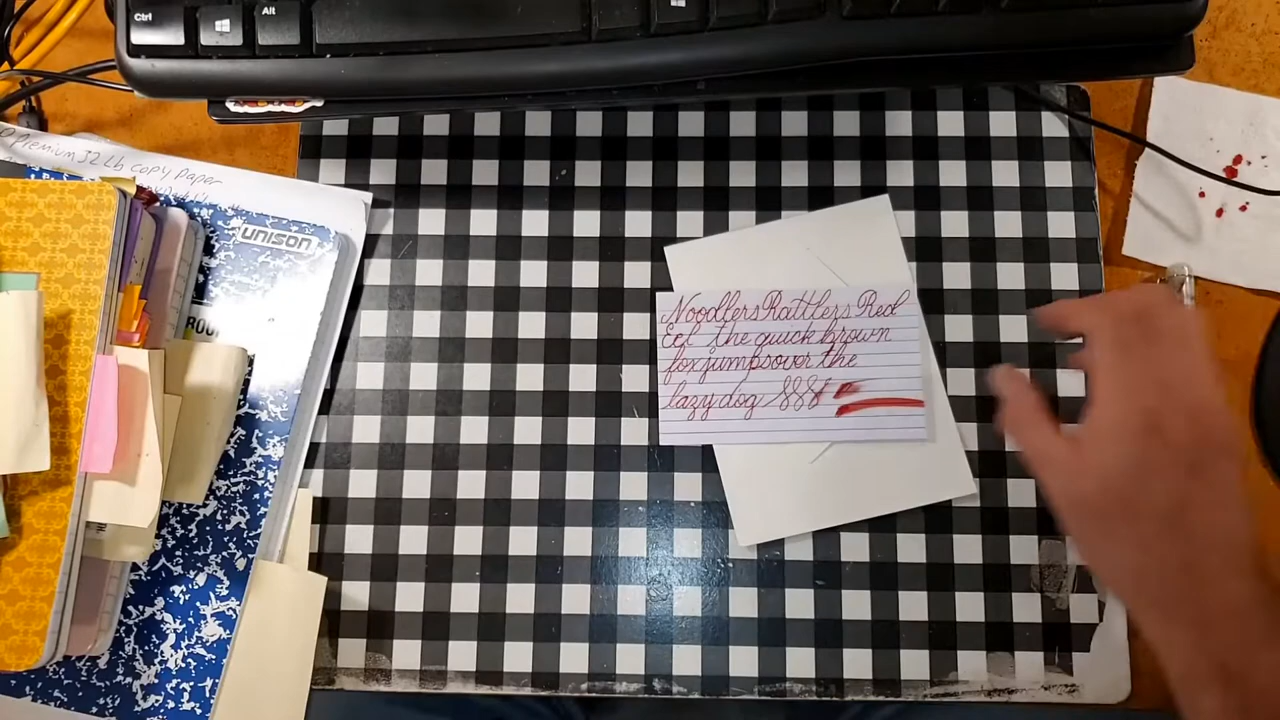 Ctrl
Alt
Premium 32 Lb Copy Paper
UNISON
ROU
Noodlers Rattlers Red
Eel the quick brown
fox jumps over the
lazy dog